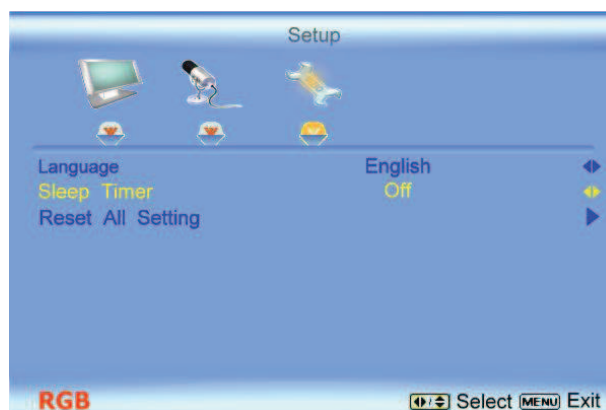 Setup
Language English
Sleep Timer Off
Reset All Setting
RGB Select MENU Exit